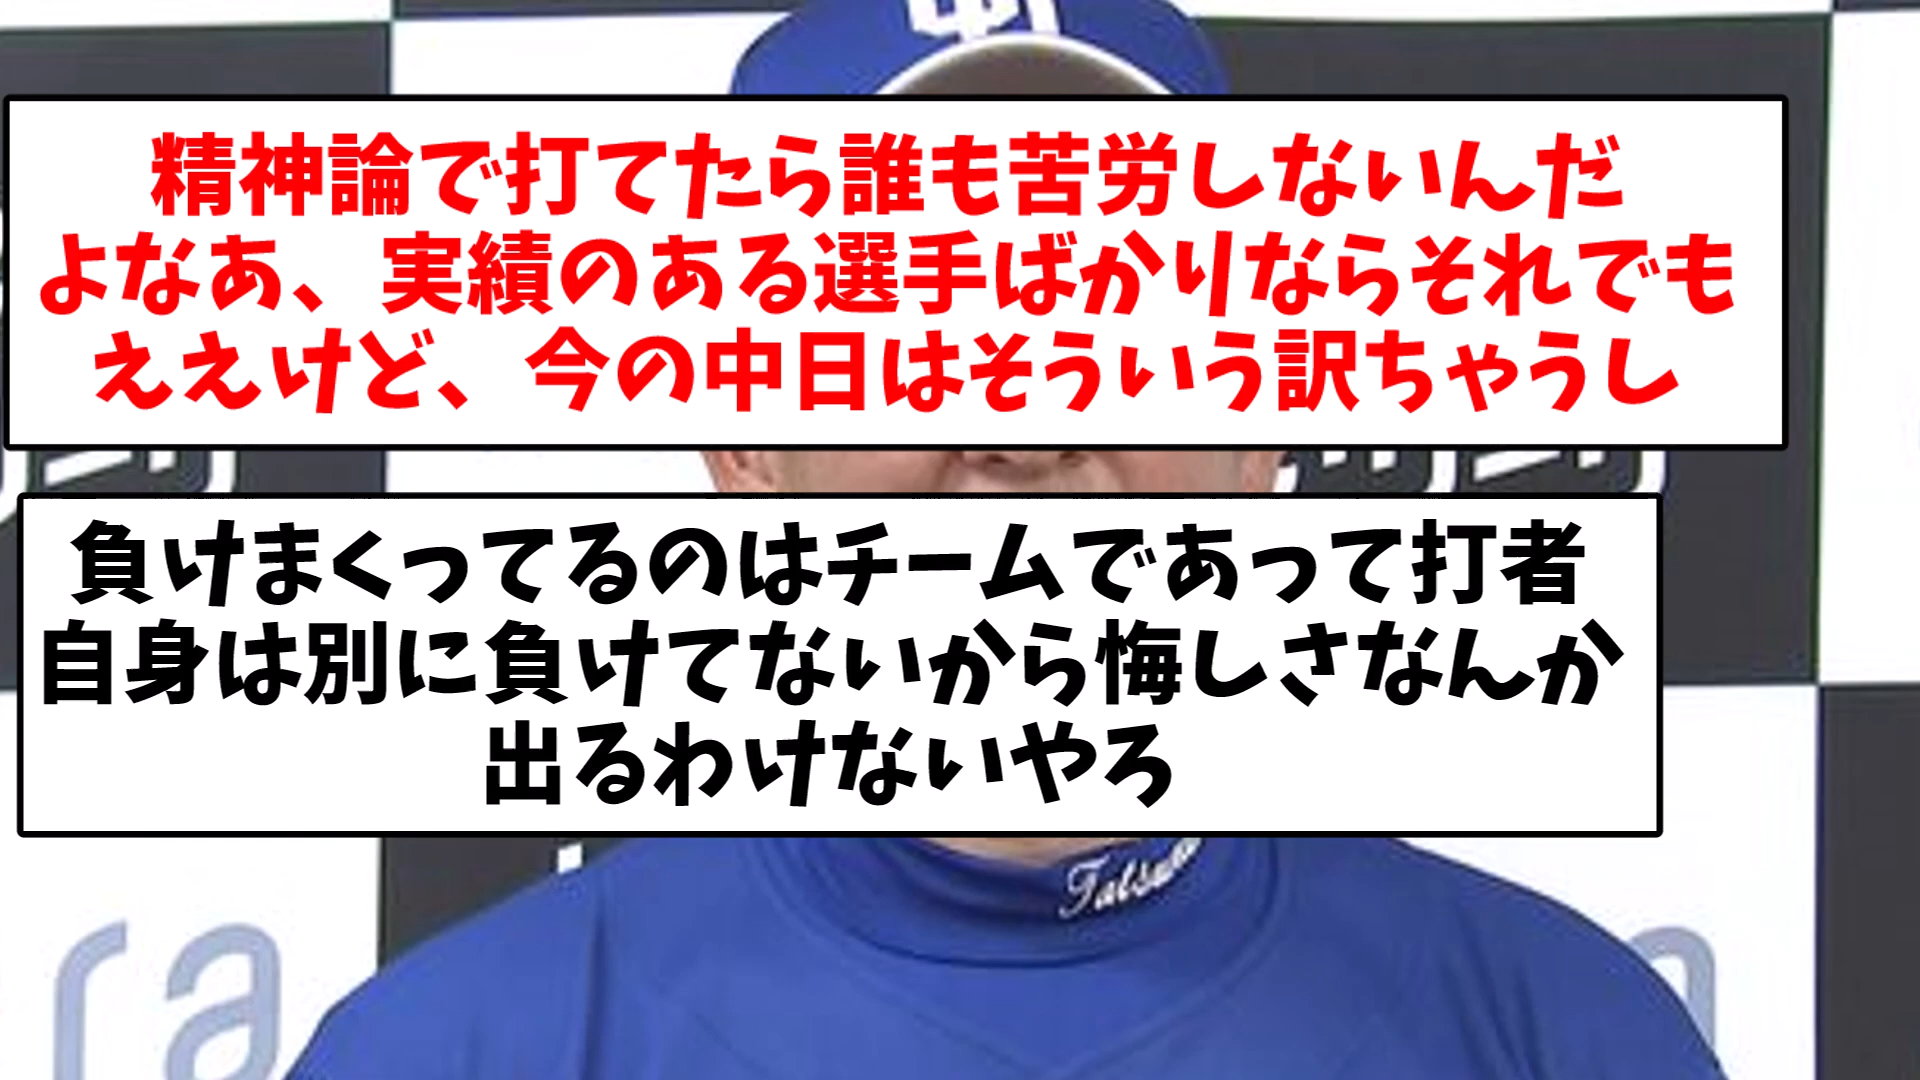 精神論で打てたら誰も苦労しないんだ
よなあ、実績のある選手ばかりならそれでも
ええけど、今の中日はそういう訳ちゃうし
負けまくってるのはチームであって打者
自身は別に負けてないから悔しさなんか
出るわけないやろ
ra